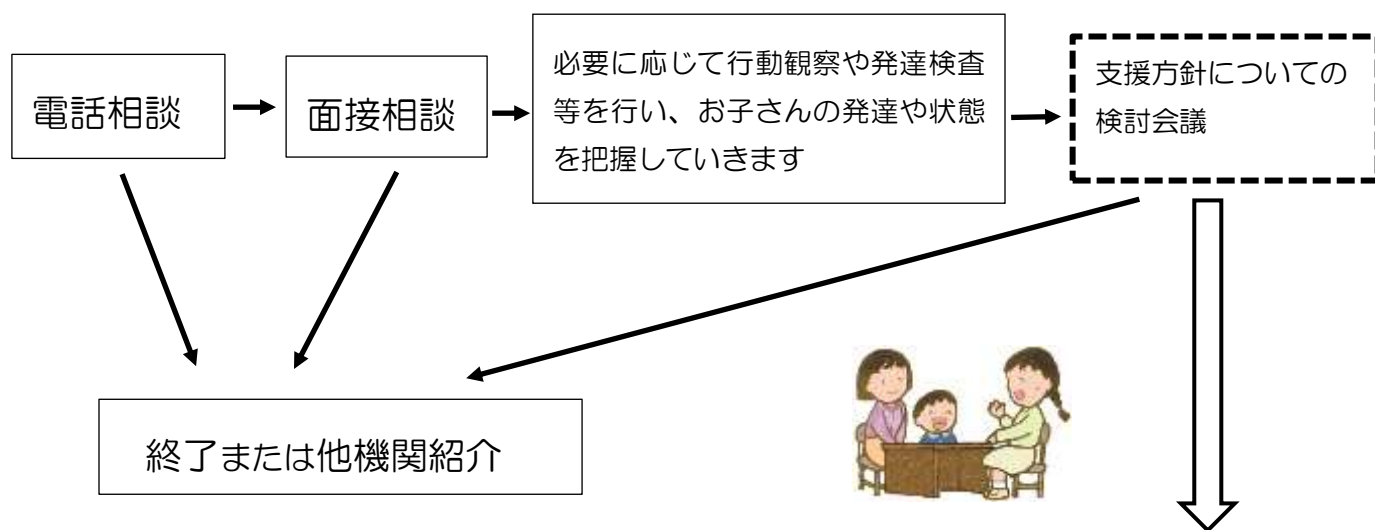 電話相談
面接相談
必要に応じて行動観察や発達検査
等を行い、お子さんの発達や状態
を把握していきます
支援方針についての
検討会議
終了または他機関紹介